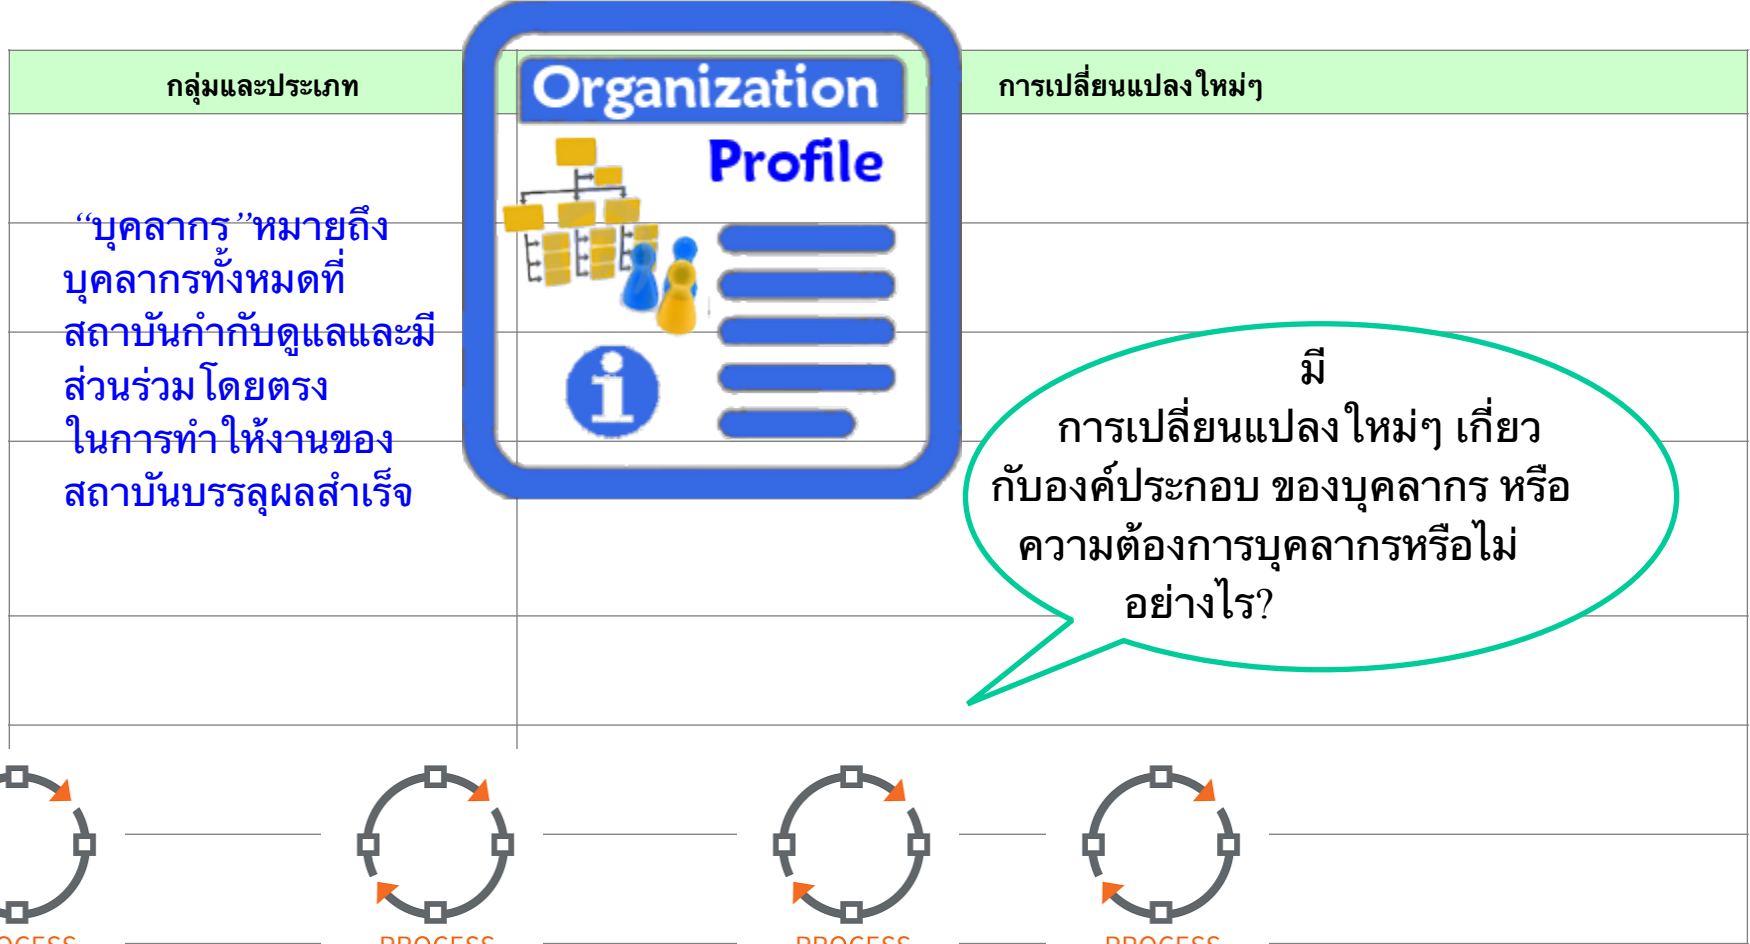 กลุ่มและประเภท
Organization
การเปลี่ยนแปลงใหม่ๆ
Profile
“บุคลากร”หมายถึง
บุคลากรทั้งหมดที่
สถาบันกำกับดูแลและมี
ส่วนร่วมโดยตรง
ในการทำให้งานของ
สถาบันบรรลุผลสำเร็จ
มี
การเปลี่ยนแปลงใหม่ๆ เกี่ยว
กับองค์ประกอบ ของบุคลากร หรือ
ความต้องการบุคลากรหรือไม่
อย่างไร?
PROCESS
PROCESS
PROCESS